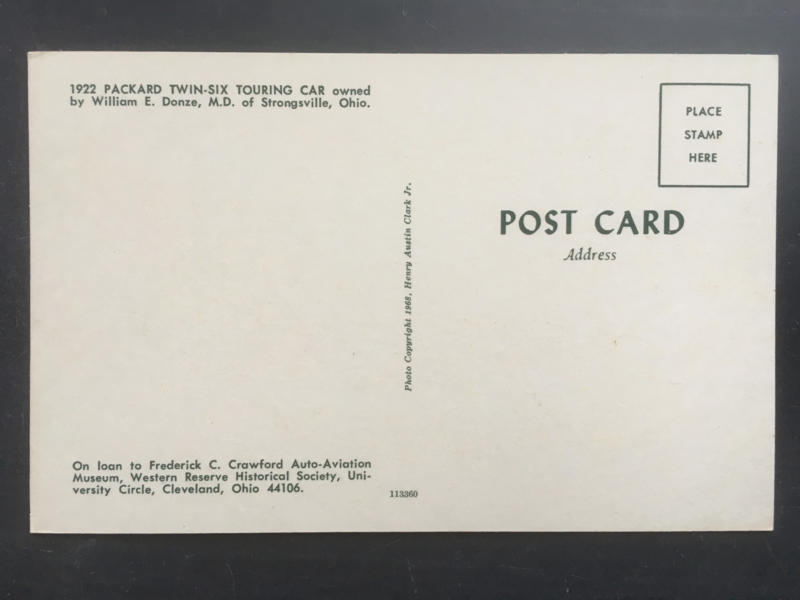 1922 PACKARD TWIN-SIX TOURING CAR owned
by William E. Donze, M.D. of Strongsville, Ohio.
On loan to Frederick C. Crawford Auto-Aviation
Museum, Western Reserve Historical Society, Uni-
versity Circle, Cleveland, Ohio 44106.
Photo Copyright 1968, Henry Austin Clark Jr.
113360
PLACE
STAMP
HERE
POST CARD
Address